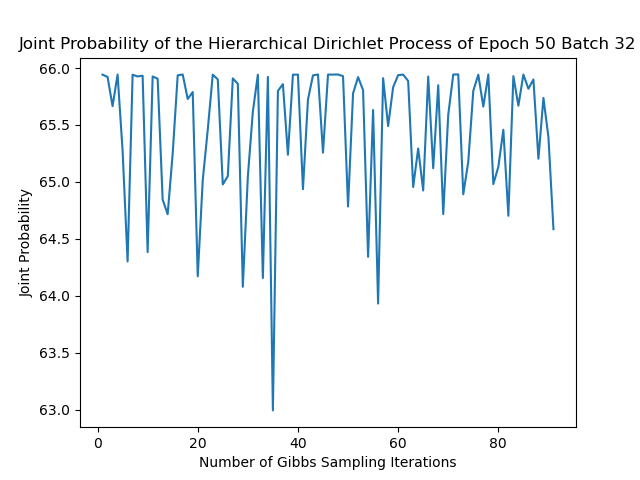 Joint Probability of the Hierarchical Dirichlet Process of Epoch 50 Batch 32
66.0
65.5
65.0
64.5
64.0
63.5
63.0
Joint Probability
0 20 40 60 80
Number of Gibbs Sampling Iterations